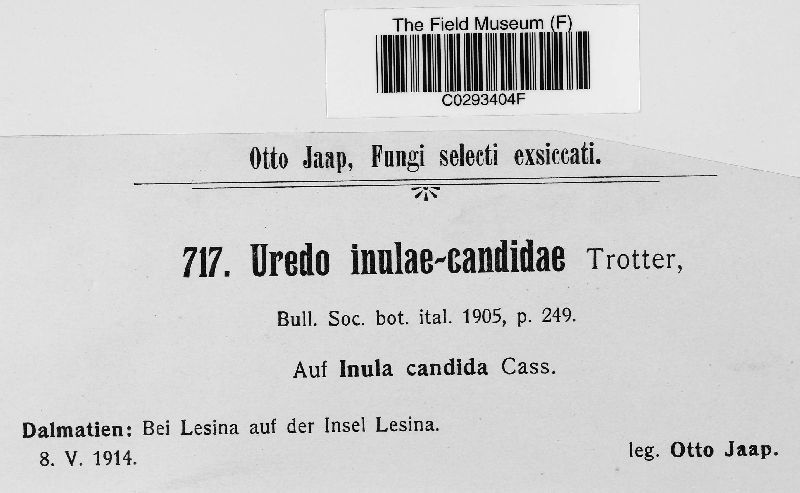 The Field Museum (F)
C0293404F
Otto Jaap, Fungi selecti exsiccati.
717. Uredo inulae-candidae Trotter,
Bull. Soc. bot. ital. 1905, p. 249.
Auf Inula candida Cass.
Dalmatien: Bei Lesina auf der Insel Lesina.
8. V. 1914.
leg. Otto Jaap.